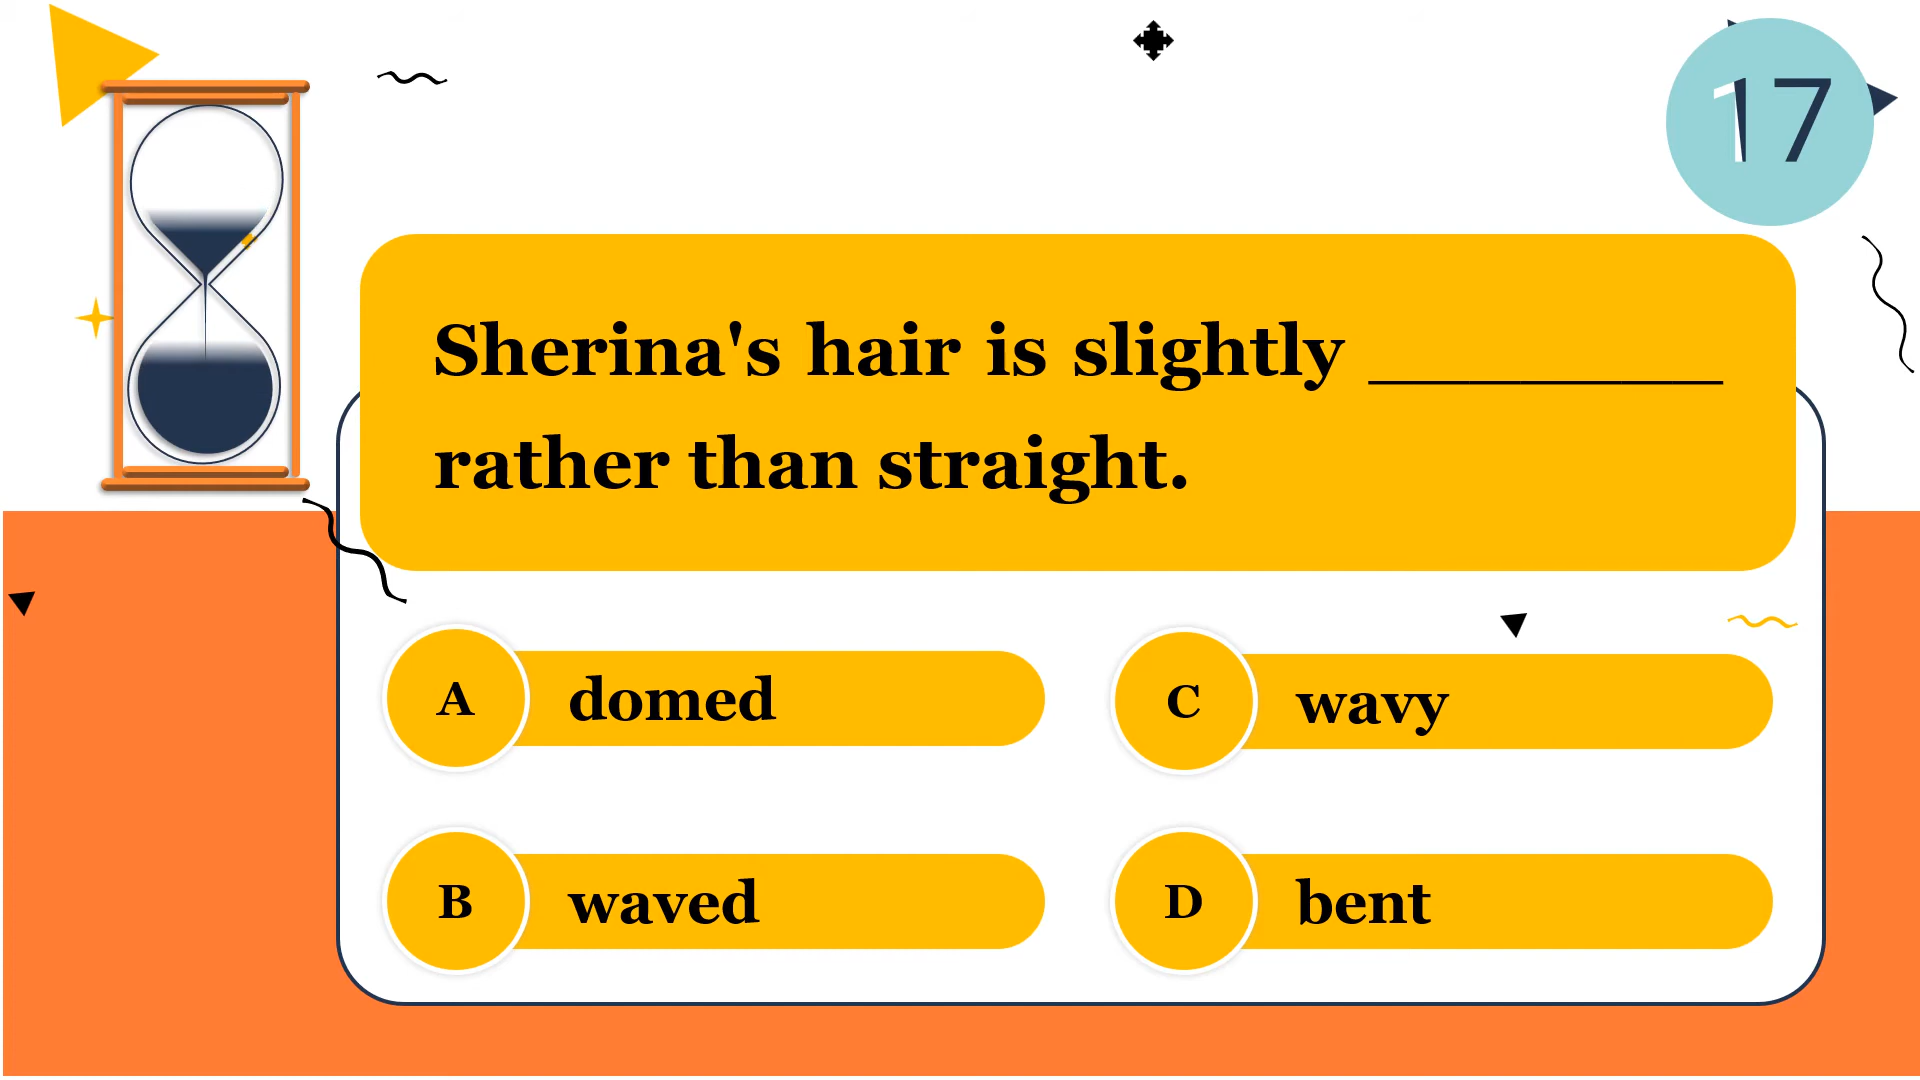 17
Sherina's hair is slightly __________
rather than straight.
A domed
C wavy
B waved
D bent